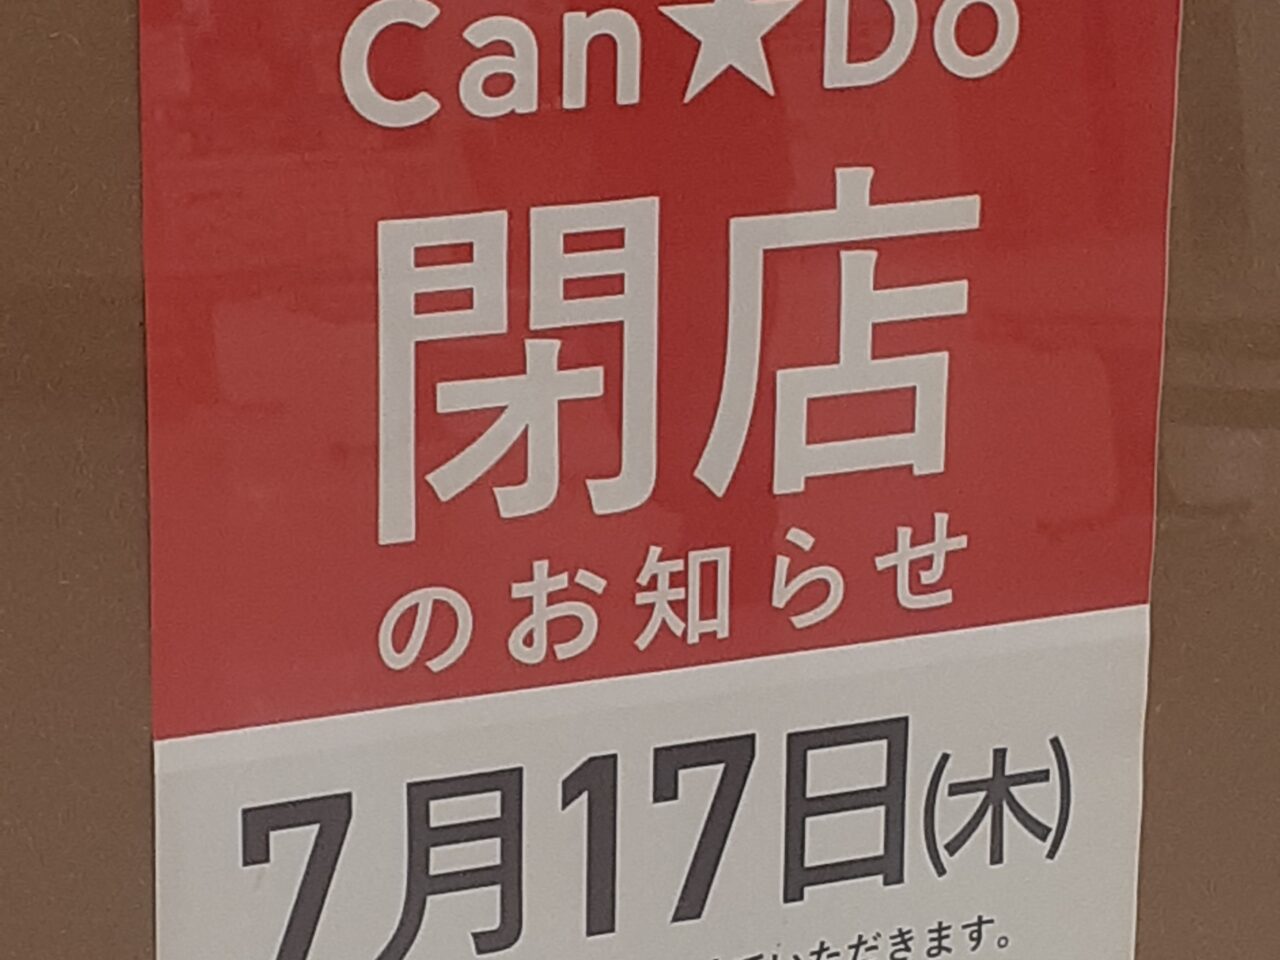 Can★Do
閉店
のお知らせ
7月17日(木)
いただきます。